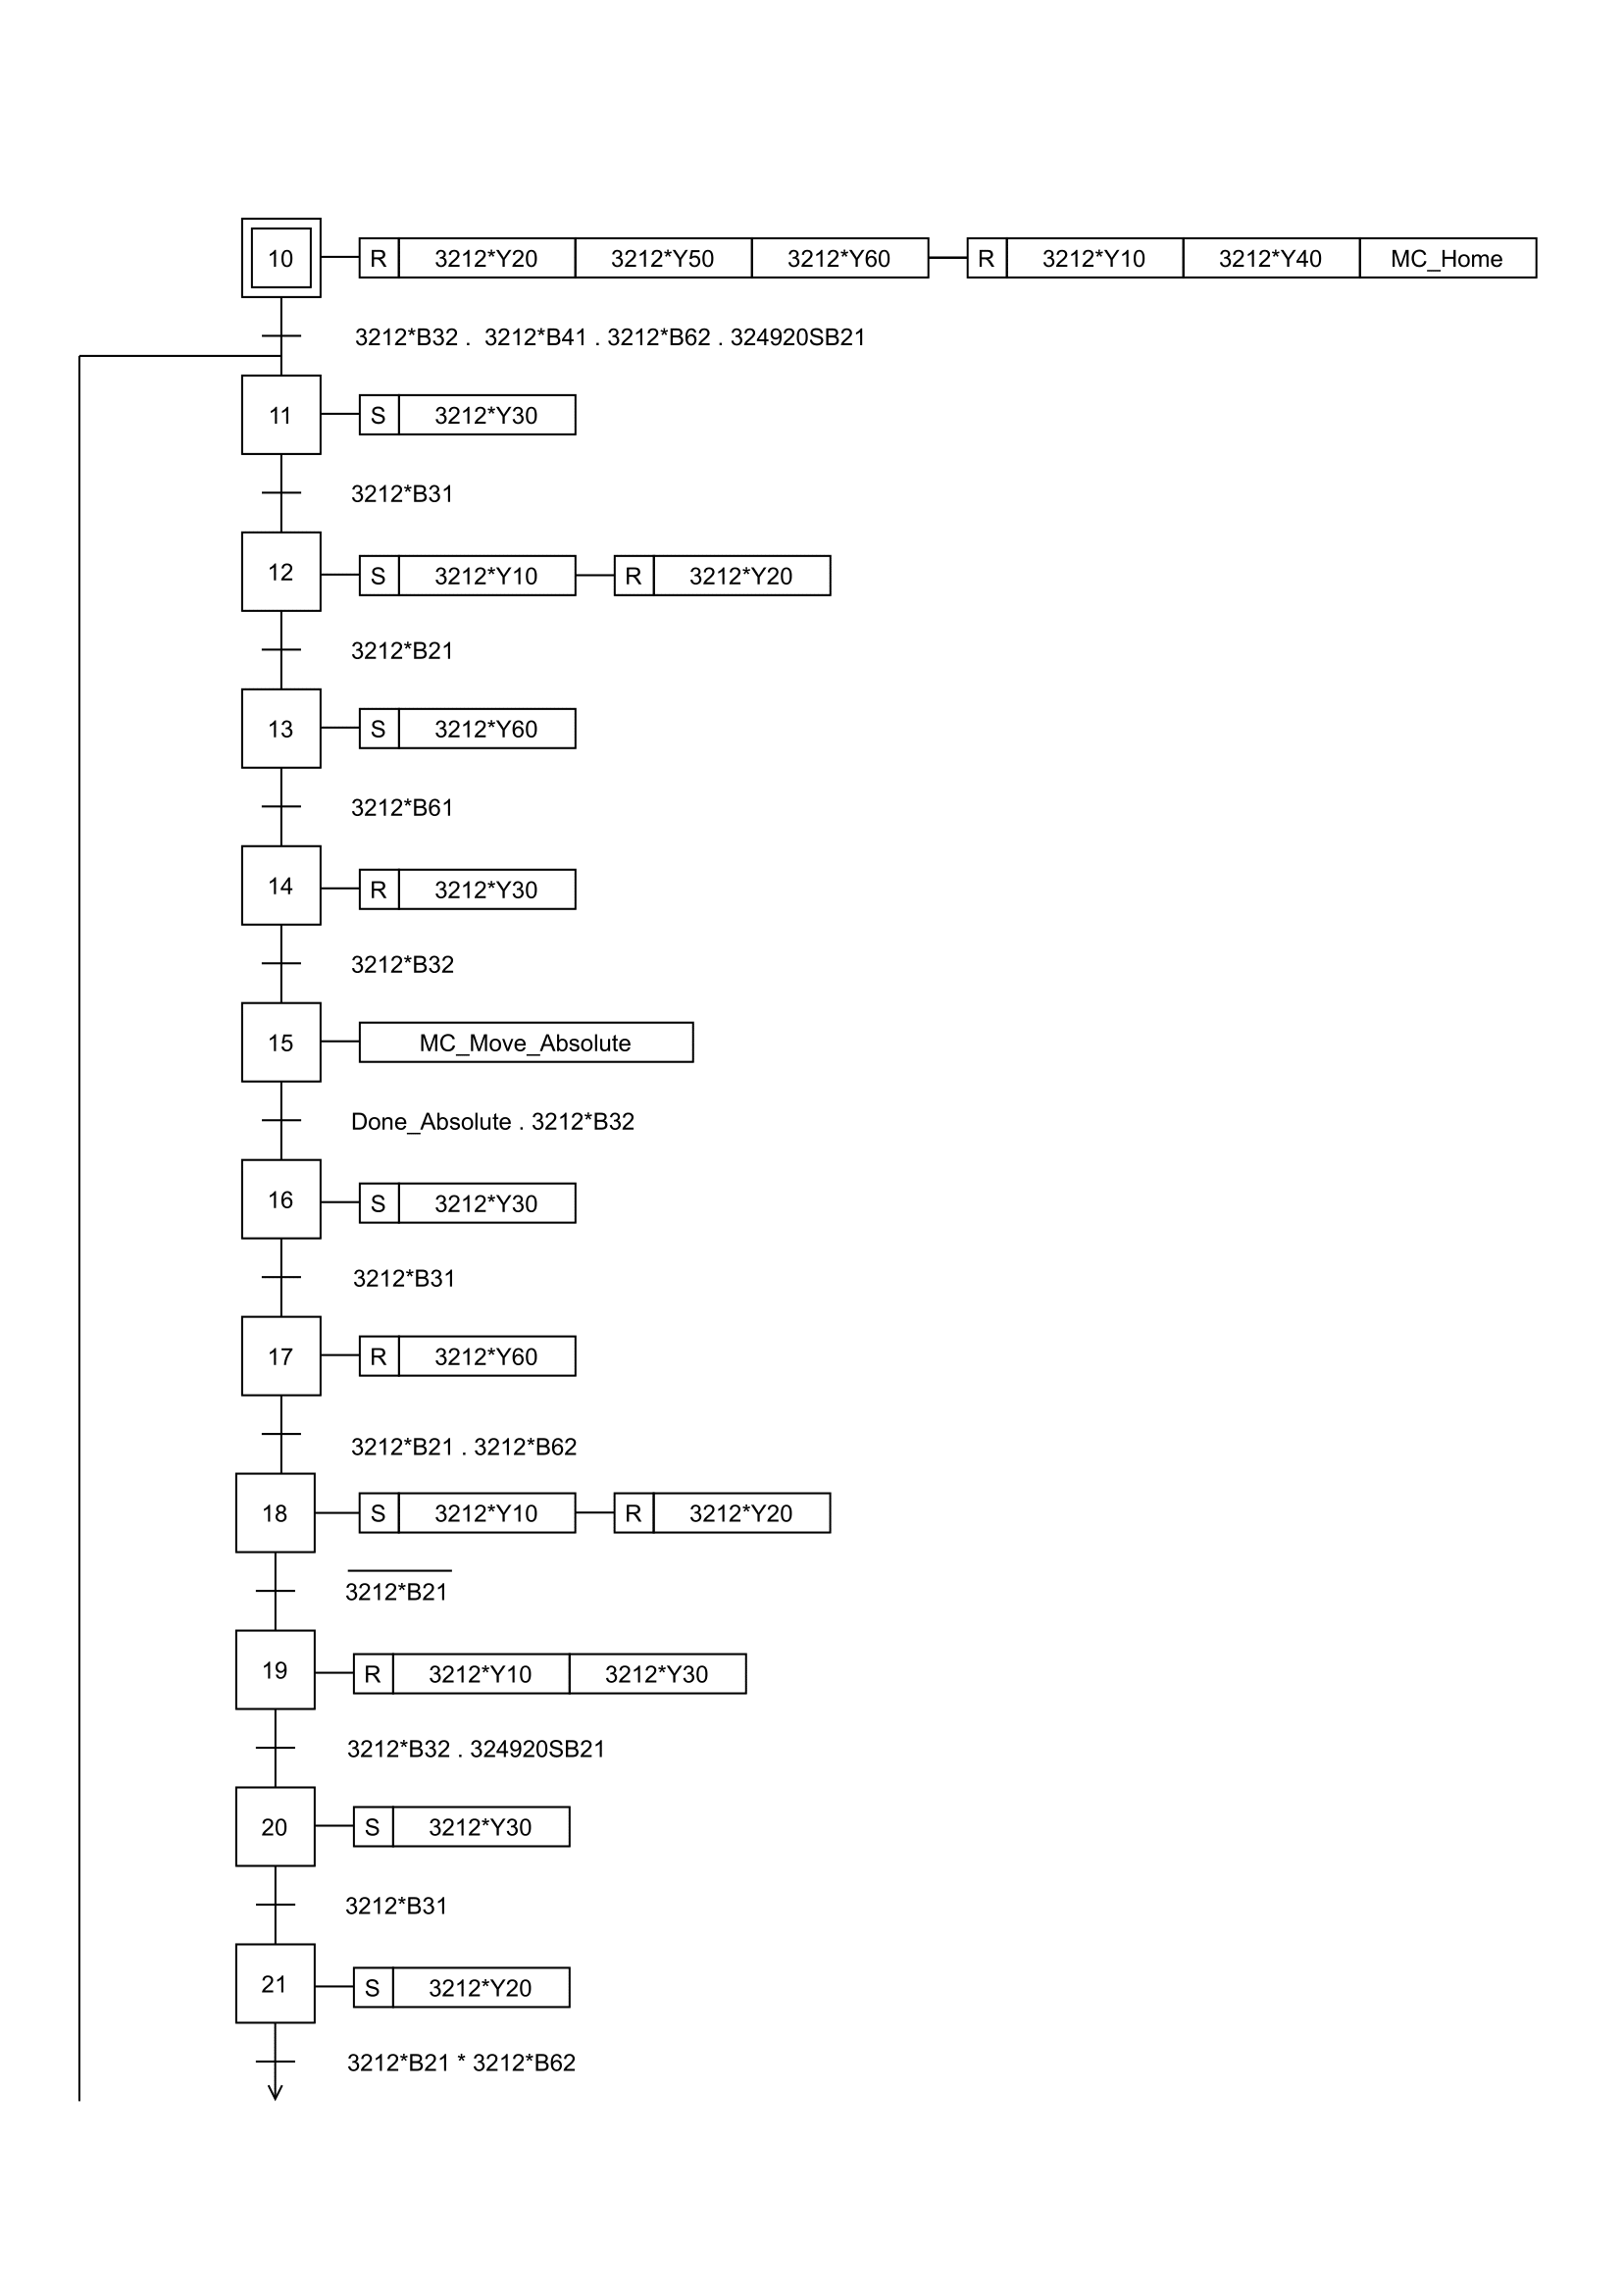 10 R 3212*Y20 3212*Y50 3212*Y60 R 3212*Y10 3212*Y40 MC_Home
3212*B32 . 3212*B41 . 3212*B62 . 324920SB21
11 S 3212*Y30
3212*B31
12 S 3212*Y10 R 3212*Y20
3212*B21
13 S 3212*Y60
3212*B61
14 R 3212*Y30
3212*B32
15 MC_Move_Absolute
Done_Absolute . 3212*B32
16 S 3212*Y30
3212*B31
17 R 3212*Y60
3212*B21 . 3212*B62
18 S 3212*Y10 R 3212*Y20
3212*B21
19 R 3212*Y10 3212*Y30
3212*B32 . 324920SB21
20 S 3212*Y30
3212*B31
21 S 3212*Y20
3212*B21 * 3212*B62